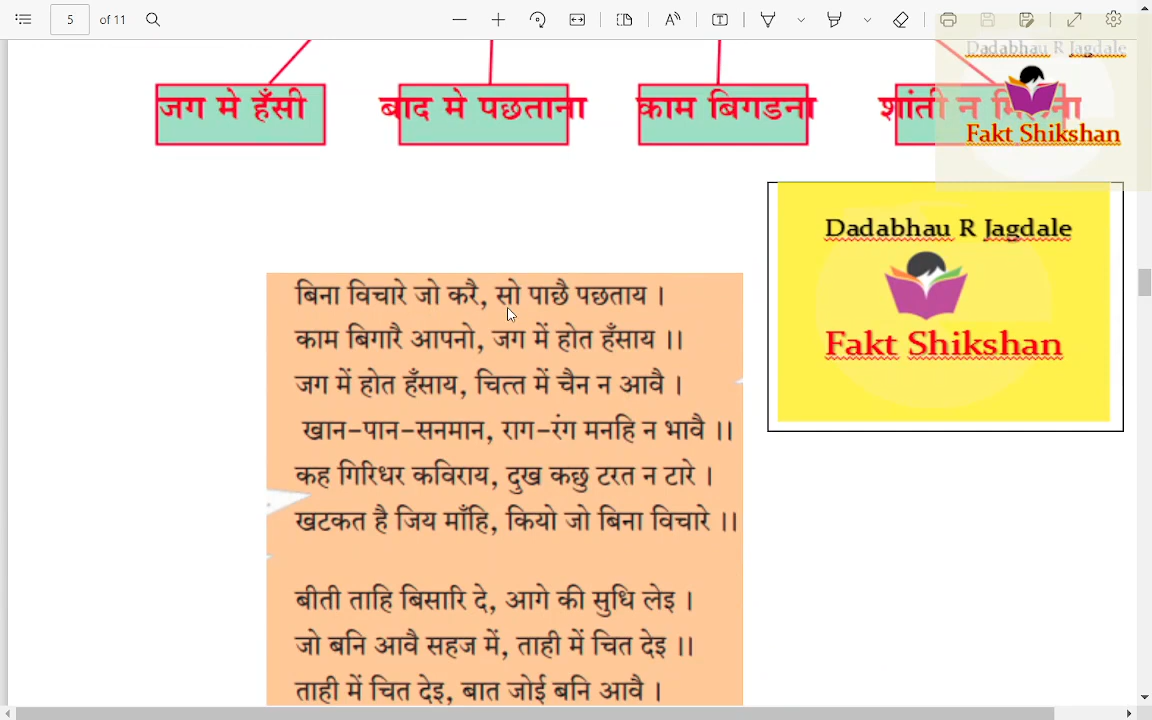 5 of 11
Dadabhau R Jagdale
जग मे हँसी बाद मे पछताना काम बिगडना शांती न
Fakt Shikshan
Dadabhau R Jagdale
Fakt Shikshan
बिना विचारे जो करै, सो पाछै पछताय ।
काम बिगारै आपनो, जग में होत हँसाय ।।
जग में होत हँसाय, चित्त में चैन न आवै ।
खान-पान-सनमान, राग-रंग मनहि न भावै ।।
कह गिरिधर कविराय, दुख कछु टरत न टारे ।
खटकत है जिय माँहि, कियो जो बिना विचारे ।।
बीती ताहि बिसारि दे, आगे की सुधि लेइ ।
जो बनि आवै सहज में, ताही में चित देइ ।।
ताही में चित देइ, बात जोई बनि आवै ।